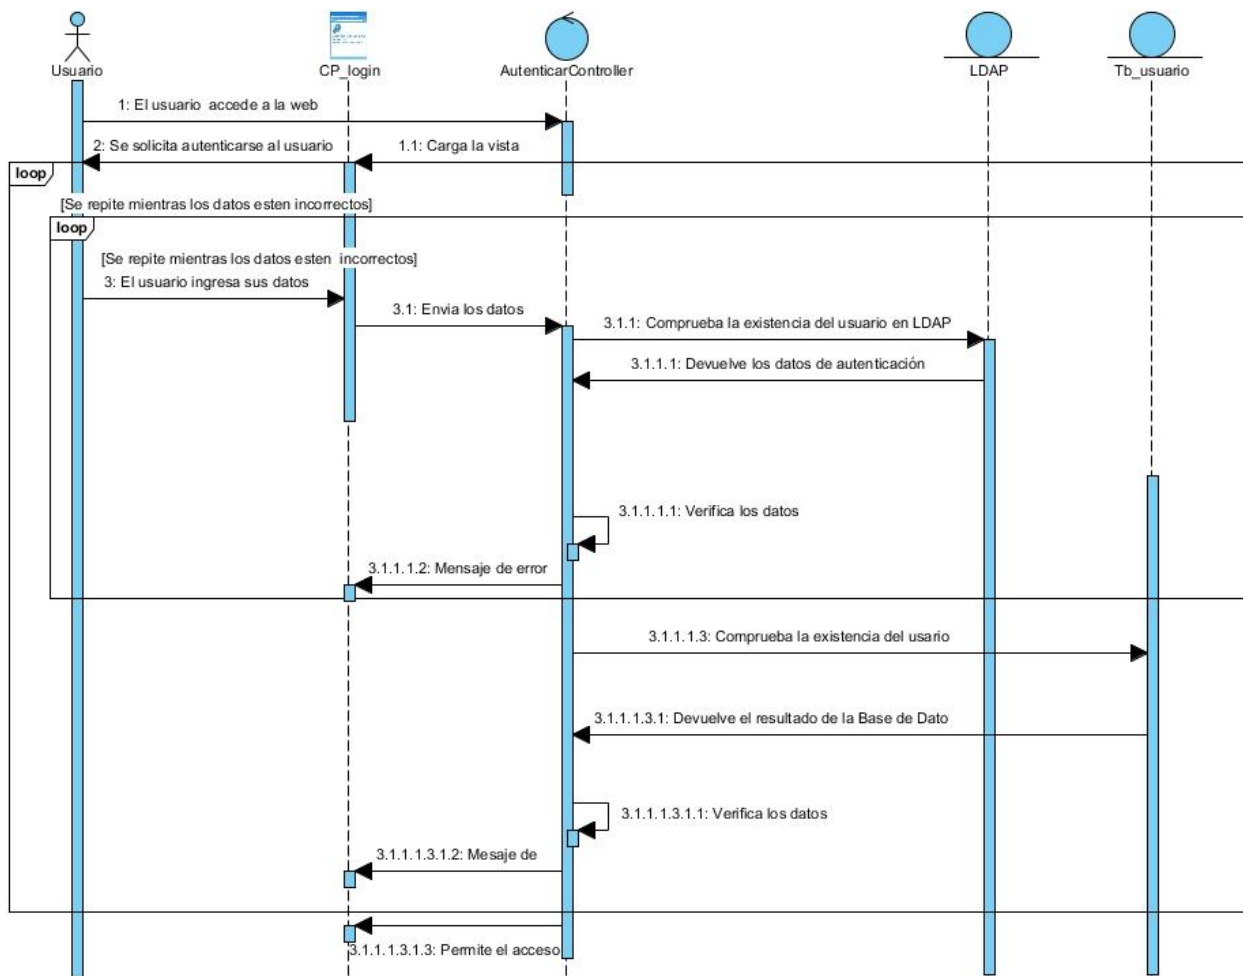 Usuario
CP_login
AutenticarController
LDAP
Tb_usuario
1: El usuario accede a la web
2: Se solicita autenticarse al usuario
1.1: Carga la vista
loop
[Se repite mientras los datos esten incorrectos]
loop
[Se repite mientras los datos esten incorrectos]
3: El usuario ingresa sus datos
3.1: Envia los datos
3.1.1: Comprueba la existencia del usuario en LDAP
3.1.1.1: Devuelve los datos de autenticación
3.1.1.1.1: Verifica los datos
3.1.1.1.2: Mensaje de error
3.1.1.1.3: Comprueba la existencia del usario
3.1.1.1.3.1: Devuelve el resultado de la Base de Dato
3.1.1.1.3.1.1: Verifica los datos
3.1.1.1.3.1.2: Mesaje de
3.1.1.1.3.1.3: Permite el acceso